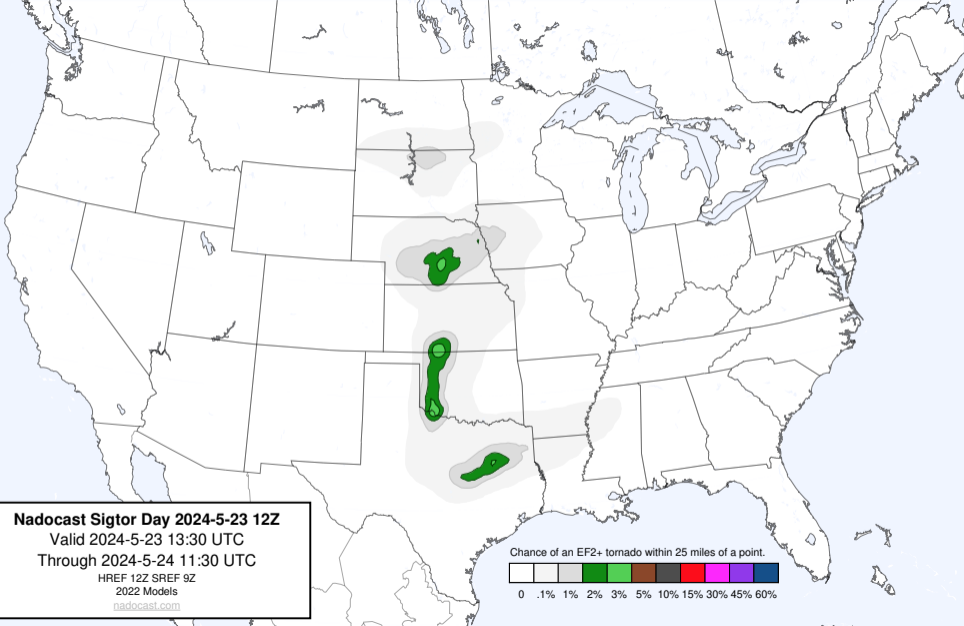 Nadocast Sigtor Day 2024-5-23 12Z
Valid 2024-5-23 13:30 UTC
Through 2024-5-24 11:30 UTC
HREF 12Z SREF 9Z
2022 Models
nadocast.com
Chance of an EF2+ tornado within 25 miles of a point.
0 .1% 1% 2% 3% 5% 10% 15% 30% 45% 60%